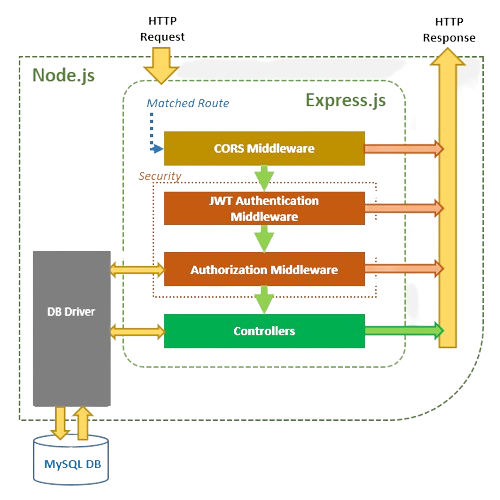 HTTP
Request
HTTP
Response
Node.js
Express.js
Matched Route
CORS Middleware
Security
JWT Authentication
Middleware
Authorization Middleware
DB Driver
Controllers
MySQL DB